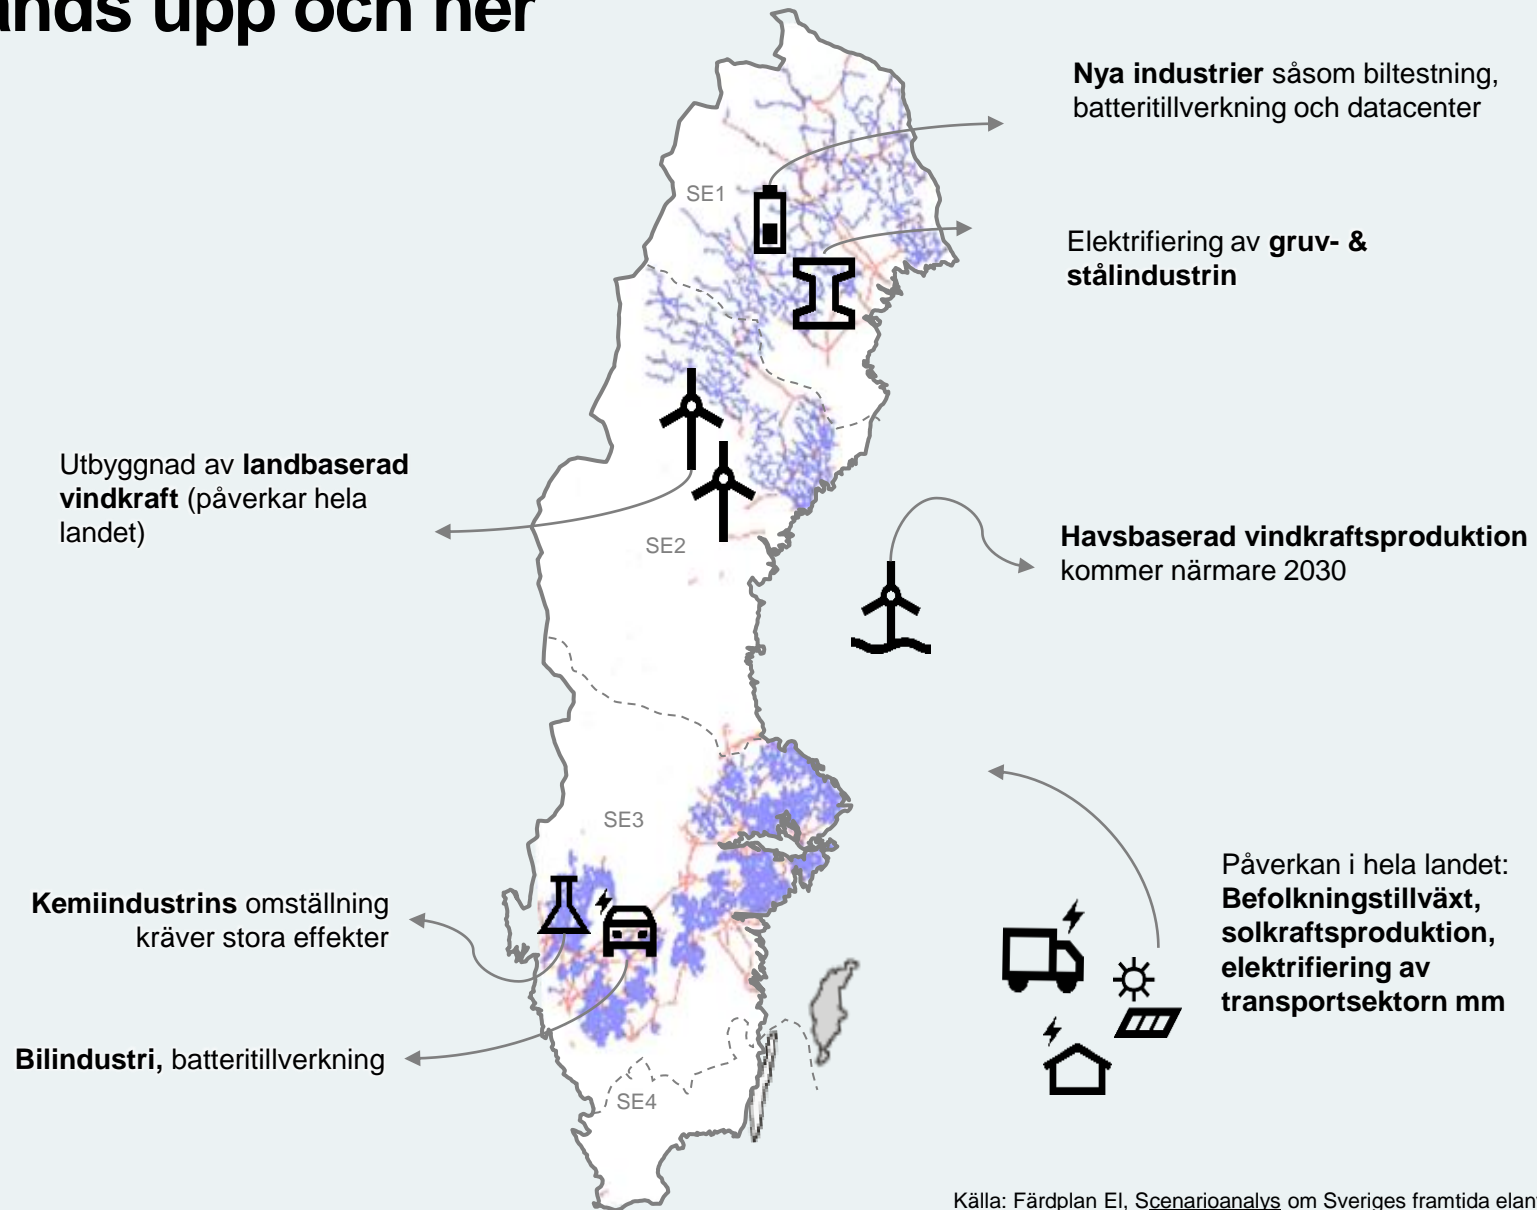 upp och ner
Nya industrier såsom biltestning,
batteritillverkning och datacenter
SE1
Elektrifiering av gruv- &
stålindustrin
Utbyggnad av landbaserad
vindkraft (påverkar hela
landet)
SE2
Havsbaserad vindkraftsproduktion
kommer närmare 2030
SE3
Påverkan i hela landet:
Befolkningstillväxt,
solkraftsproduktion,
elektrifiering av
transportsektorn mm
Kemiindustrins omställning
kräver stora effekter
Bilindustri, batteritillverkning
SE4
Källa: Färdplan El, Scenarioanalys om Sveriges framtida